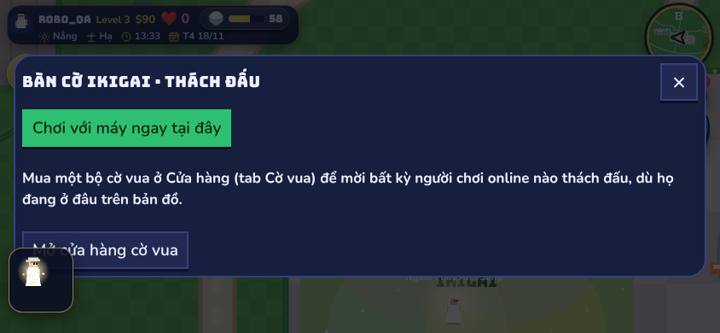 ROBO_QA Level 3 $90 ❤ 0 58
Nắng Hạ 13:33 T4 18/11
B
BÀN CỜ IKIGAI • THÁCH ĐẤU
×
Chơi với máy ngay tại đây
Mua một bộ cờ vua ở Cửa hàng (tab Cờ vua) để mời bất kỳ người chơi online nào thách đấu, dù họ
đang ở đâu trên bản đồ.
Mở cửa hàng cờ vua
IKIGAI